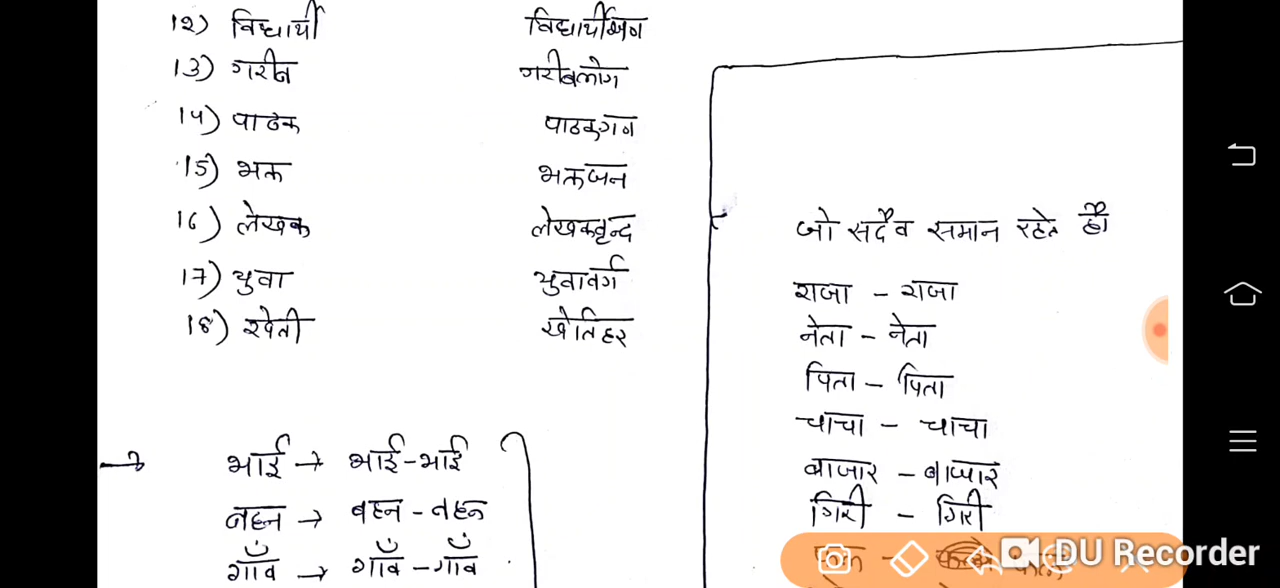 12) विद्यार्थी विद्यार्थीगण
13) गरीब गरीबलोग
14) पाठक पाठकगन
15) भक्त भक्तजन
16) लेखक लेखकवृन्द
17) युवा युवावर्ग
18) खेती खेतिहर
→ भाई → भाई-भाई
बहन → बहन - बहन
गाँव → गाँव - गाँव
जो सदैव समान रहते हौ
राजा - राजा
नेता - नेता
पिता - पिता
चाचा - चाचा
बाजार - बाजार
गिरी - गिरी
DU Recorder